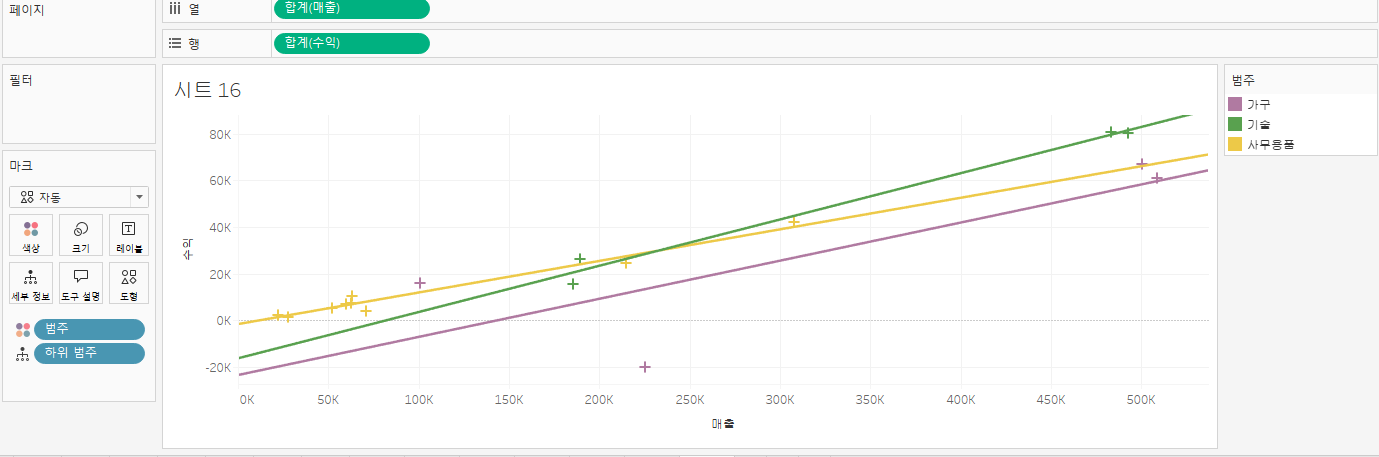 페이지
열
합계(매출)
행
합계(수익)
필터
마크
자동
색상
크기
레이블
세부 정보
도구 설명
도형
범주
하위 범주
시트 16
수익
80K
60K
40K
20K
0K
-20K
0K
50K
100K
150K
200K
250K
300K
350K
400K
450K
500K
매출
범주
가구
기술
사무용품